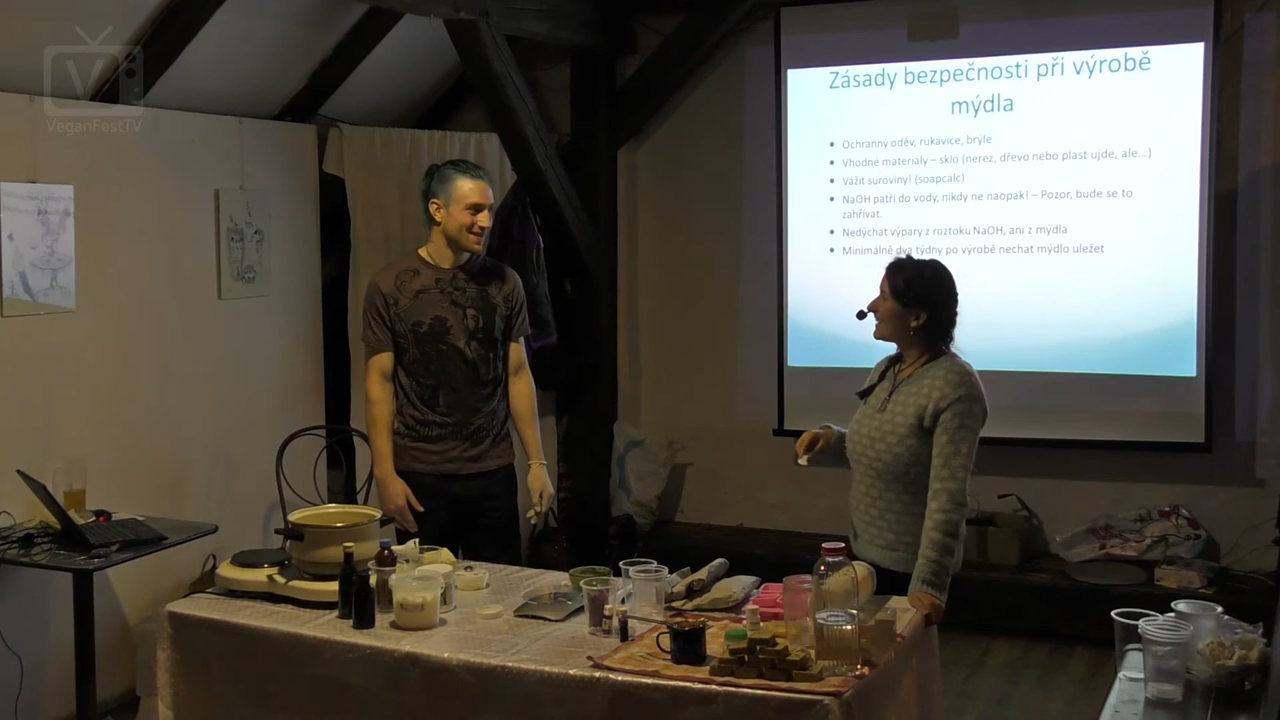 VeganFestTV
Zásady bezpečnosti při výrobě
mýdla
• Ochranny oděv, rukavice, brýle
• Vhodné materiály – sklo (nerez, dřevo nebo plast ujde, ale...)
• Vážit suroviny! (soapcalc)
• NaOH patří do vody, nikdy ne naopak! – Pozor, bude se to
zahřívat.
• Nedýchat výpary z roztoku NaOH, ani z mýdla
• Minimálně dva týdny po výrobě nechat mýdlo uležet